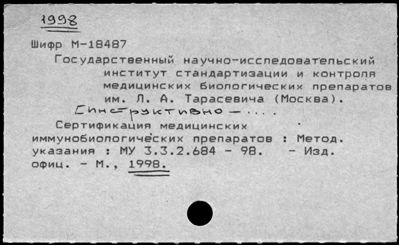 1998
Шифр М-18487
Государственный научно-исследовательский
институт стандартизации и контроля
медицинских биологических препаратов
им. Л. А. Тарасевича (Москва).
Инструктивно — ....
Сертификация медицинских
иммунобиологических препаратов : Метод.
указания : МУ 3.3.2.684 - 98. - Изд.
офиц. - М., 1998.